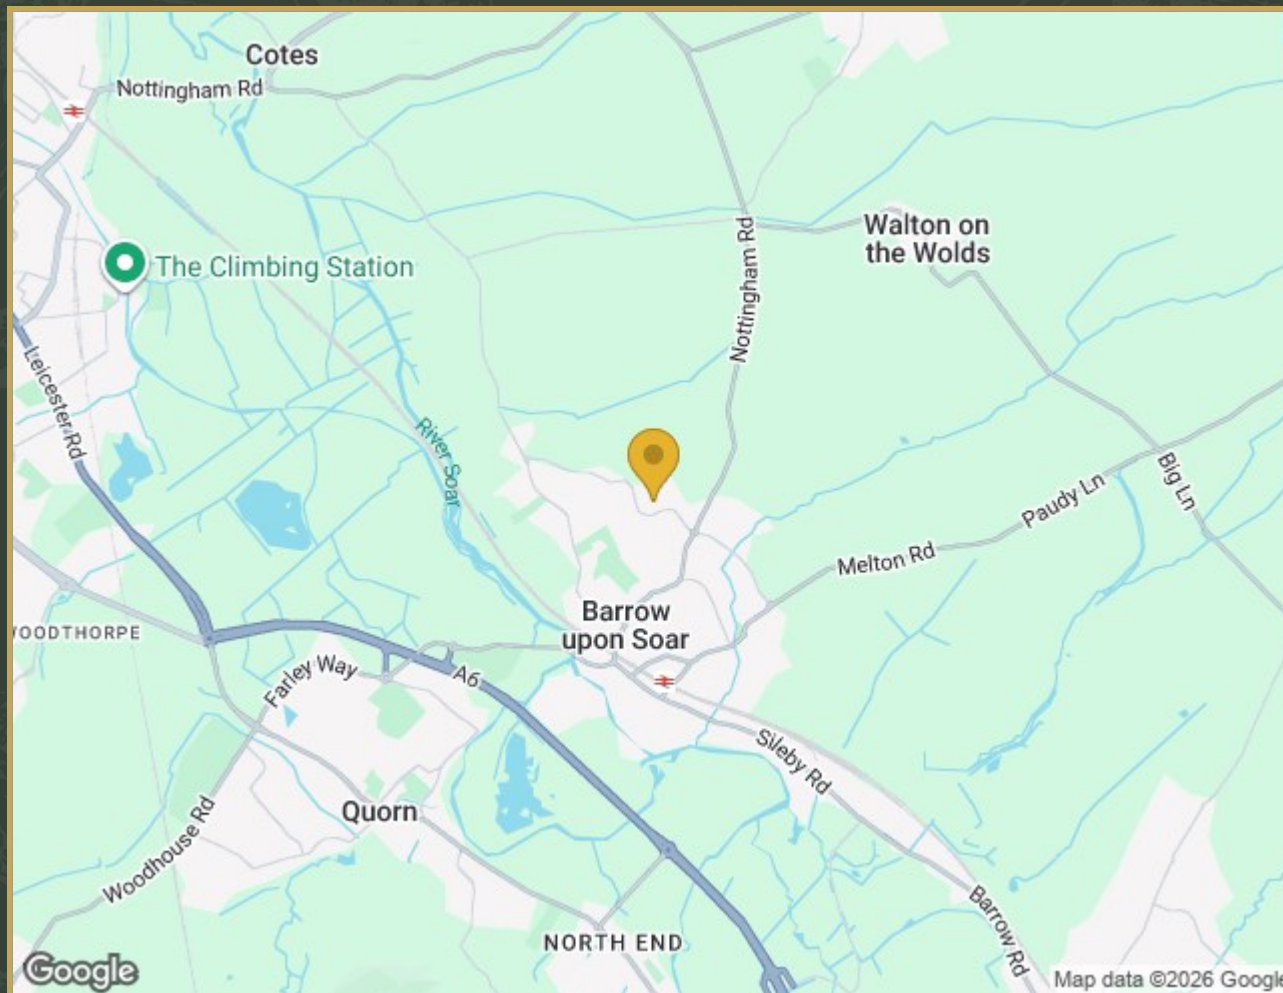 Cotes
Nottingham Rd
Walton on
the Wolds
The Climbing Station
Nottingham Rd
Leicester Rd
River Soar
Big Ln
Paudy Ln
Melton Rd
Barrow
upon Soar
WOODTHORPE
Farley Way
A6
Sileby Rd
Quorn
Woodhouse Rd
Barrow Rd
NORTH END
Google
Map data ©2026 Google